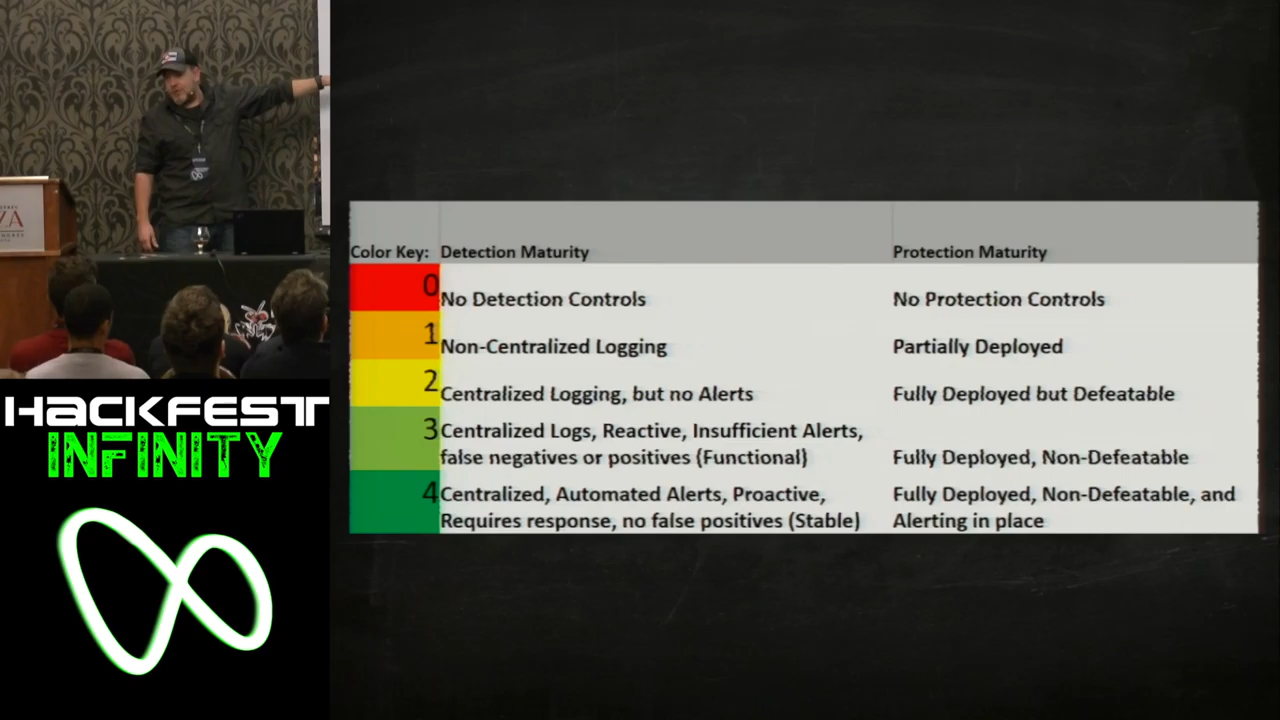 ZA
HACKFEST
INFINITY
Color Key: Detection Maturity Protection Maturity
0 No Detection Controls No Protection Controls
1 Non-Centralized Logging Partially Deployed
2 Centralized Logging, but no Alerts Fully Deployed but Defeatable
3 Centralized Logs, Reactive, Insufficient Alerts,
false negatives or positives (Functional) Fully Deployed, Non-Defeatable
4 Centralized, Automated Alerts, Proactive, Fully Deployed, Non-Defeatable, and
Requires response, no false positives (Stable) Alerting in place